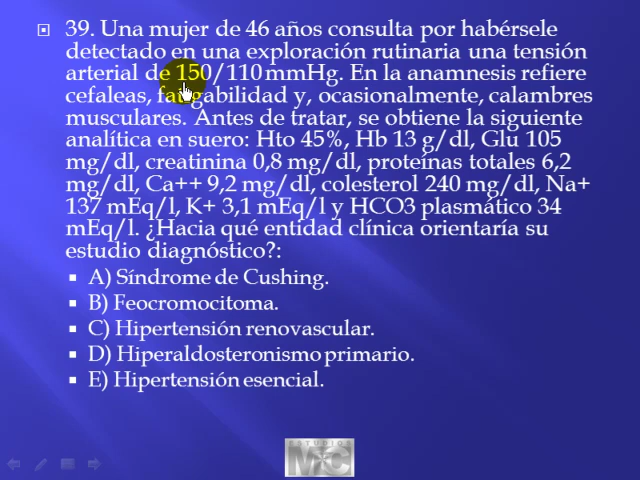 39. Una mujer de 46 años consulta por habérsele
detectado en una exploración rutinaria una tensión
arterial de 150/110 mmHg. En la anamnesis refiere
cefaleas, fatigabilidad y, ocasionalmente, calambres
musculares. Antes de tratar, se obtiene la siguiente
analítica en suero: Hto 45%, Hb 13 g/dl, Glu 105
mg/dl, creatinina 0,8 mg/dl, proteínas totales 6,2
mg/dl, Ca++ 9,2 mg/dl, colesterol 240 mg/dl, Na+
137 mEq/l, K+ 3,1 mEq/l y HCO3 plasmático 34
mEq/l. ¿Hacia qué entidad clínica orientaría su
estudio diagnóstico?:
A) Síndrome de Cushing.
B) Feocromocitoma.
C) Hipertensión renovascular.
D) Hiperaldosteronismo primario.
E) Hipertensión esencial.
ESTUDIOS
M C